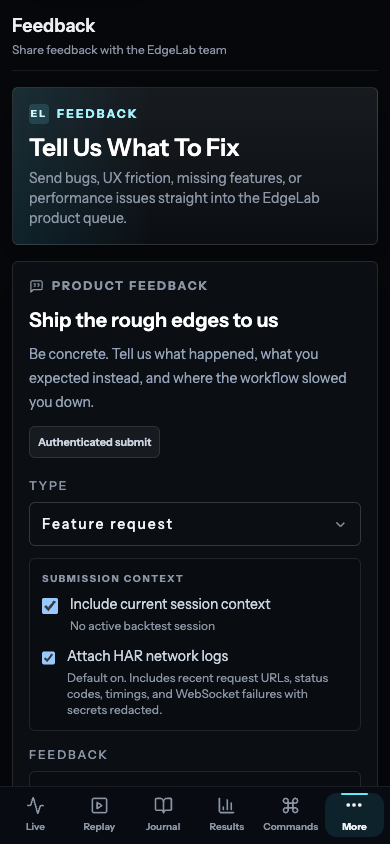 Feedback
Share feedback with the EdgeLab team
EL FEEDBACK
Tell Us What To Fix
Send bugs, UX friction, missing features, or
performance issues straight into the EdgeLab
product queue.
PRODUCT FEEDBACK
Ship the rough edges to us
Be concrete. Tell us what happened, what you
expected instead, and where the workflow slowed
you down.
Authenticated submit
TYPE
Feature request
SUBMISSION CONTEXT
Include current session context
No active backtest session
Attach HAR network logs
Default on. Includes recent request URLs, status
codes, timings, and WebSocket failures with
secrets redacted.
FEEDBACK
Live Replay Journal Results Commands More